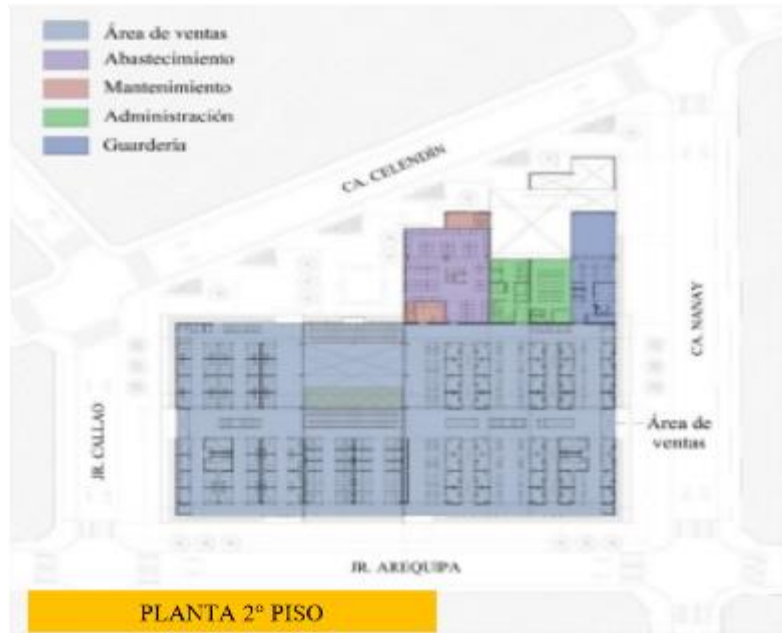 Área de ventas
Abastecimiento
Mantenimiento
Administración
Guardería
CA. CELENDÍN
CA. NANAY
JR. CALLAO
Área de
ventas
JR. AREQUIPA
PLANTA 2° PISO